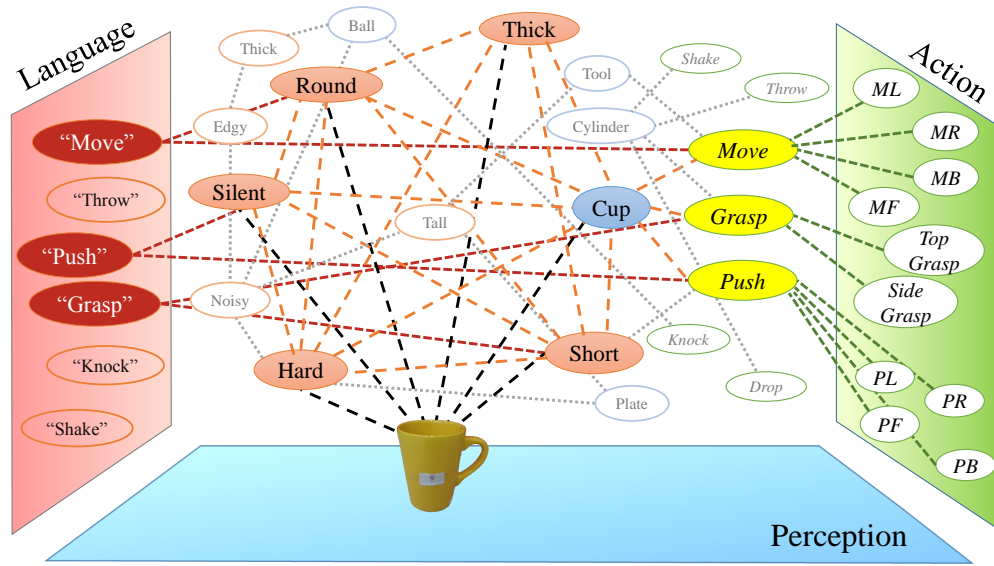 Language
"Move"
"Throw"
"Push"
"Grasp"
"Knock"
"Shake"
Thick
Ball
Thick
Round
Edgy
Tool
Shake
Throw
Cylinder
Silent
Cup
Tall
Noisy
Hard
Short
Knock
Drop
Plate
Move
Grasp
Push
Action
ML
MR
MB
MF
Top
Grasp
Side
Grasp
PL
PR
PF
PB
Perception